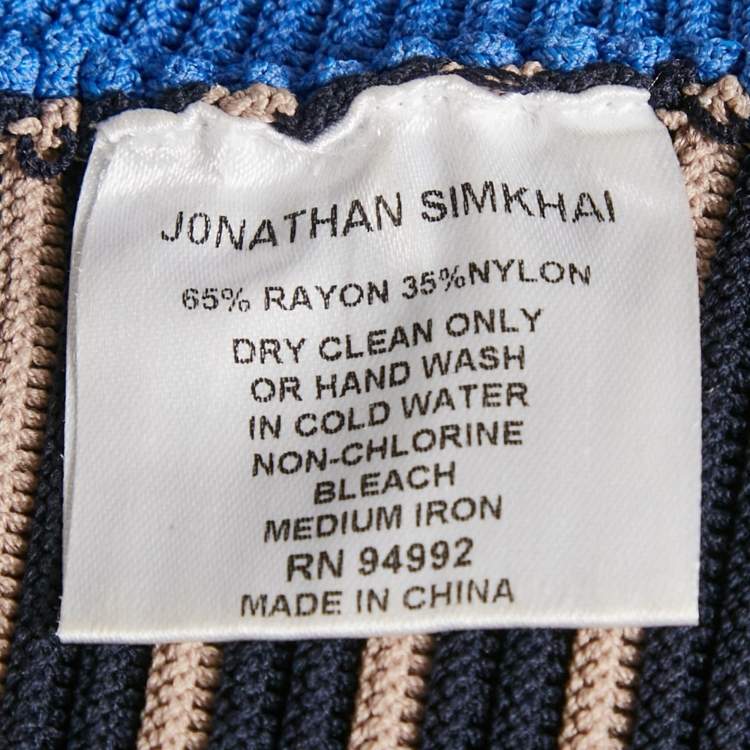 JONATHAN SIMKHAI
65% RAYON 35%NYLON
DRY CLEAN ONLY
OR HAND WASH
IN COLD WATER
NON-CHLORINE
BLEACH
MEDIUM IRON
RN 94992
MADE IN CHINA